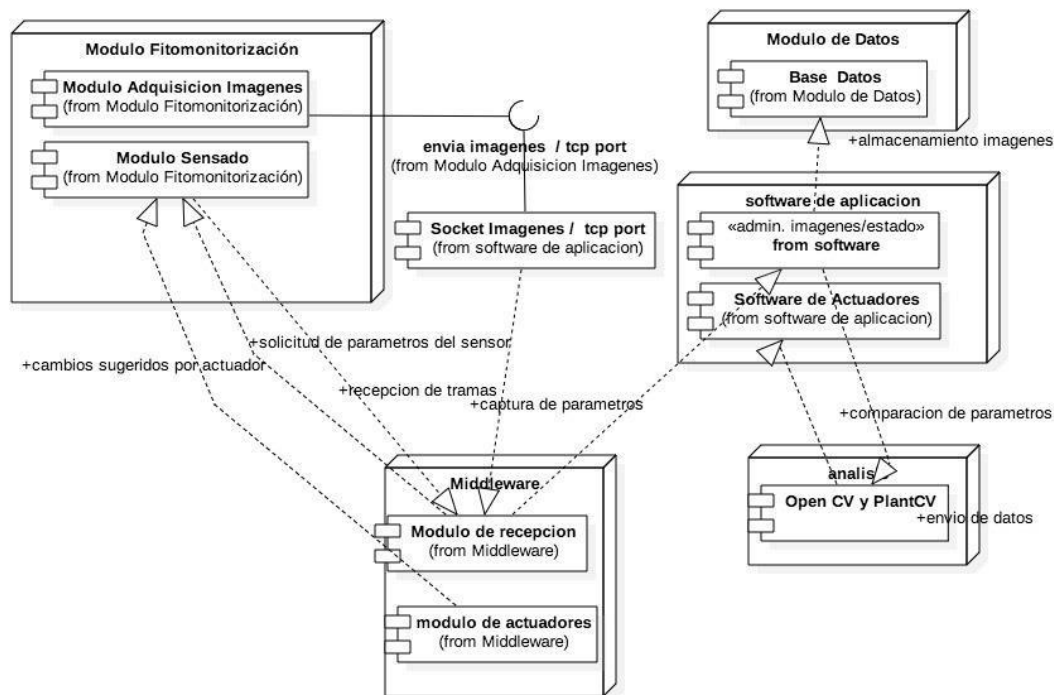 Modulo Fitomonitorización
Modulo Adquisicion Imagenes
(from Modulo Fitomonitorización)
Modulo Sensado
(from Modulo Fitomonitorización)
envia imagenes / tcp port
(from Modulo Adquisicion Imagenes)
Socket Imagenes / tcp port
(from software de aplicacion)
Modulo de Datos
Base Datos
(from Modulo de Datos)
+almacenamiento imagenes
software de aplicacion
«admin. imagenes/estado»
from software
Software de Actuadores
(from software de aplicacion)
+solicitud de parametros del sensor
+cambios sugeridos por actuador
+recepcion de tramas
+captura de parametros
+comparacion de parametros
Middleware
Modulo de recepcion
(from Middleware)
modulo de actuadores
(from Middleware)
Open CV y PlantCV
+envio de datos